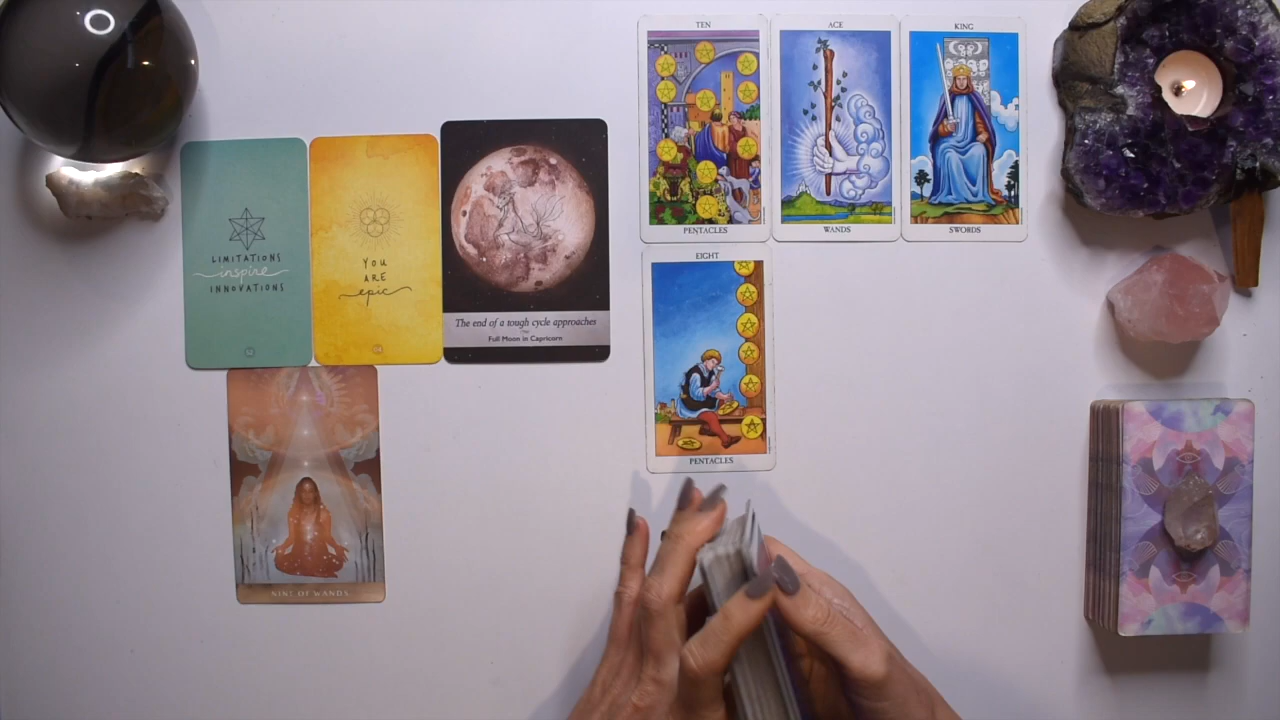 LIMITATIONS
inspire
INNOVATIONS
YOU
ARE
epic
The end of a tough cycle approaches
Full Moon in Capricorn
NINE OF WANDS
TEN
PENTACLES
ACE
WANDS
KING
SWORDS
EIGHT
PENTACLES